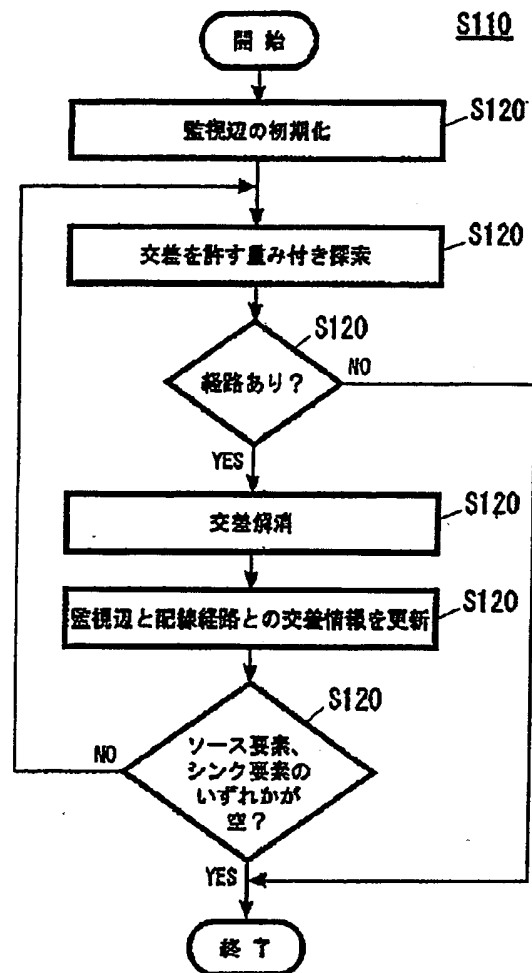 S110
開 始
S120
監視辺の初期化
S120
交差を許す重み付き探索
S120
経路あり？
NO
YES
S120
交差解消
S120
監視辺と配線経路との交差情報を更新
S120
ソース要素、
シンク要素の
いずれかが
空？
NO
YES
終 了